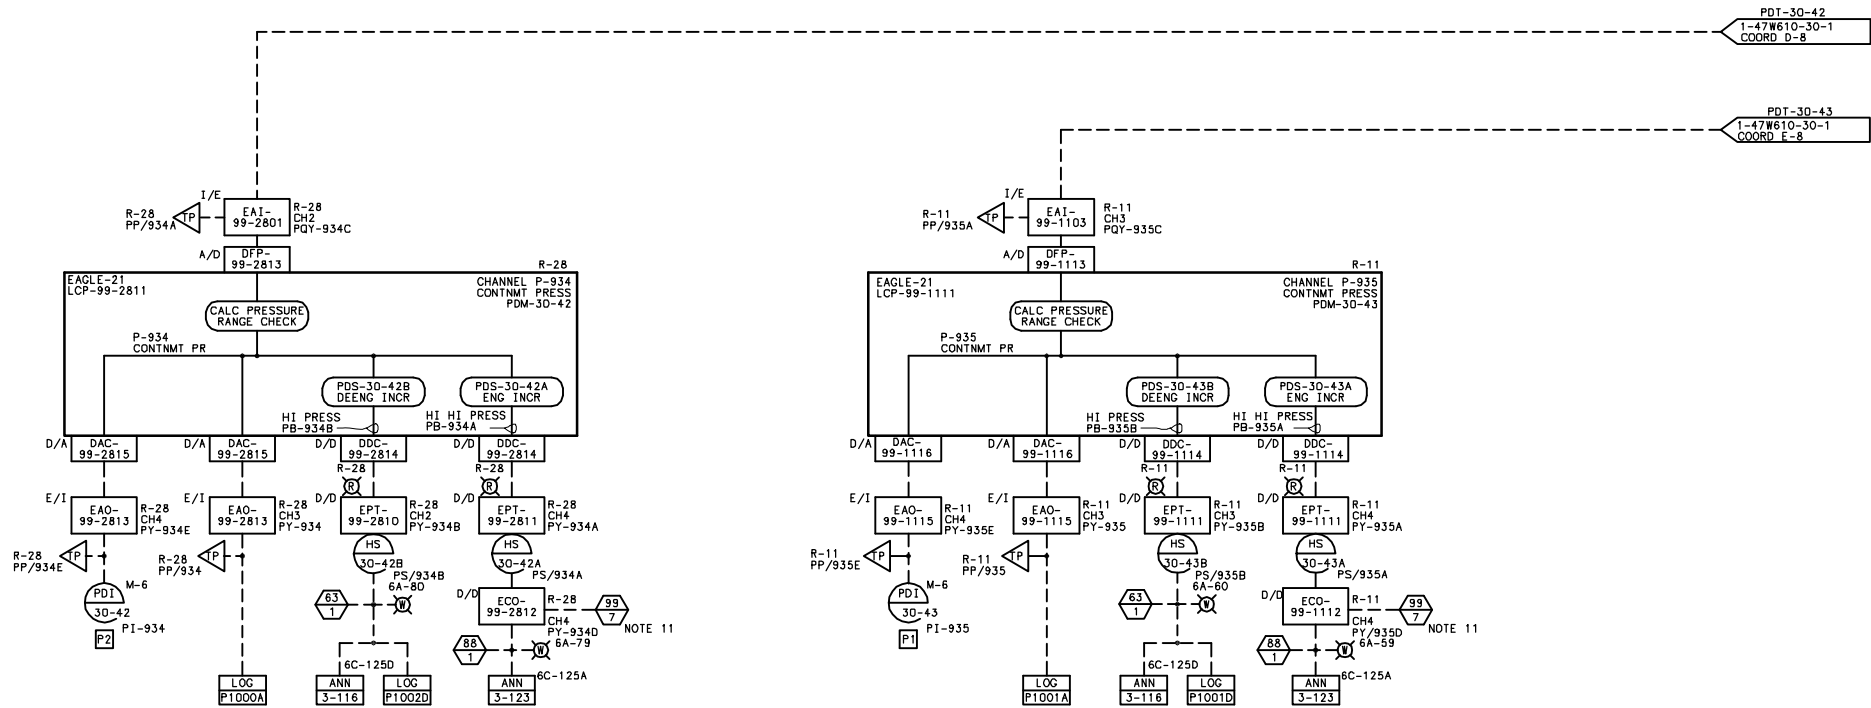 PDT-30-42
1-47W610-30-1
COORD D-8
PDT-30-43
1-47W610-30-1
COORD E-8
I/E
R-28
PP/934A
TP
EAI-
99-2801
R-28
CH2
PQY-934C
A/D
DFP-
99-2813
R-28
EAGLE-21
LCP-99-2811
CHANNEL P-934
CONTNMT PRESS
PDM-30-42
CALC PRESSURE
RANGE CHECK
P-934
CONTNMT PR
PDS-30-42B
DEENG INCR
PDS-30-42A
ENG INCR
HI PRESS
PB-934B
HI HI PRESS
PB-934A
D/A
DAC-
99-2815
D/A
DAC-
99-2815
D/D
DDC-
99-2814
D/D
DDC-
99-2814
R-28
R
R-28
R
E/I
EAO-
99-2813
R-28
CH4
PY-934E
E/I
EAO-
99-2813
R-28
CH3
PY-934
D/D
EPT-
99-2810
R-28
CH2
PY-934B
D/D
EPT-
99-2811
R-28
CH4
PY-934A
R-28
PP/934E
TP
R-28
PP/934
TP
HS
30-42B
PS/934B
6A-80
HS
30-42A
PS/934A
PDI
30-42
M-6
PI-934
P2
63
1
W
D/D
ECO-
99-2812
R-28
CH4
PY-934D
6A-79
99
7
NOTE 11
88
1
W
6C-125D
6C-125A
LOG
P1000A
ANN
3-116
LOG
P1002D
ANN
3-123
I/E
R-11
PP/935A
TP
EAI-
99-1103
R-11
CH3
PQY-935C
A/D
DFP-
99-1113
R-11
EAGLE-21
LCP-99-1111
CHANNEL P-935
CONTNMT PRESS
PDM-30-43
CALC PRESSURE
RANGE CHECK
P-935
CONTNMT PR
PDS-30-43B
DEENG INCR
PDS-30-43A
ENG INCR
HI PRESS
PB-935B
HI HI PRESS
PB-935A
D/A
DAC-
99-1116
D/A
DAC-
99-1116
D/D
DDC-
99-1114
D/D
DDC-
99-1114
R-11
R
R-11
R
E/I
EAO-
99-1115
R-11
CH4
PY-935E
E/I
EAO-
99-1115
R-11
CH3
PY-935
D/D
EPT-
99-1111
R-11
CH3
PY-935B
D/D
EPT-
99-1111
R-11
CH4
PY-935A
R-11
PP/935E
TP
R-11
PP/935
TP
HS
30-43B
PS/935B
6A-60
HS
30-43A
PS/935A
PDI
30-43
M-6
PI-935
P1
63
1
W
D/D
ECO-
99-1112
R-11
CH4
PY/935D
6A-59
99
7
NOTE 11
88
1
W
6C-125D
6C-125A
LOG
P1001A
ANN
3-116
LOG
P1001D
ANN
3-123